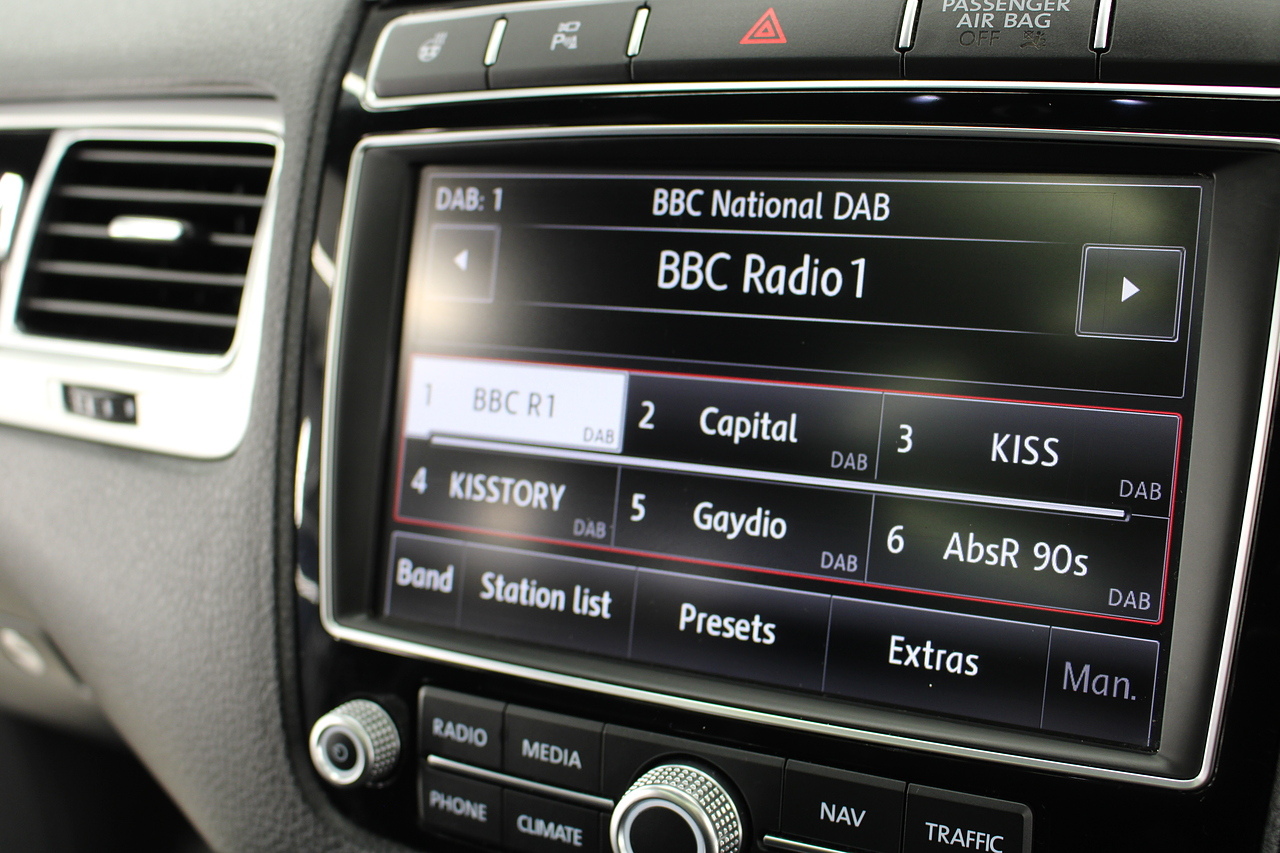 PASSENGER
AIR BAG
OFF
DAB: 1
BBC National DAB
BBC Radio 1
1 BBC R1 DAB
2 Capital DAB
3 KISS DAB
4 KISSTORY DAB
5 Gaydio DAB
6 AbsR 90s DAB
Band
Station list
Presets
Extras
Man.
RADIO
MEDIA
PHONE
CLIMATE
NAV
TRAFFIC